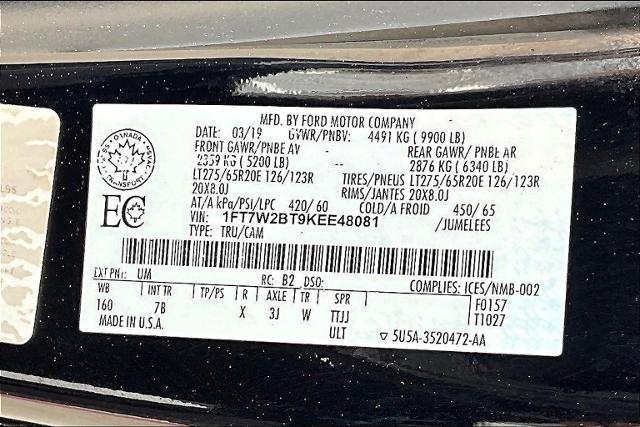 MFD. BY FORD MOTOR COMPANY
DATE: 03/19 GVWR/PNBV: 4491 KG ( 9900 LB)
FRONT GAWR/PNBE AV REAR GAWR/ PNBE AR
2359 KG ( 5200 LB) 2876 KG ( 6340 LB)
LT275/65R20E 126/123R TIRES/PNEUS LT275/65R20E 126/123R
20X8.0J RIMS/JANTES 20X8.0J
AT/A kPa/PSI/LPC 420/ 60 COLD/A FROID 450/ 65
VIN: 1FT7W2BT9KEE48081 /JUMELEES
TYPE: TRU/CAM
EXT PNT: UM RC: B2 DSO: COMPLIES: ICES/NMB-002
WB INT TR TP/PS R AXLE TR SPR F0157
160 7B X 3J W TTJJ T1027
MADE IN U.S.A. ULT ▽ 5U5A-3520472-AA
CANADA
TRANSPORT
EC
LBS